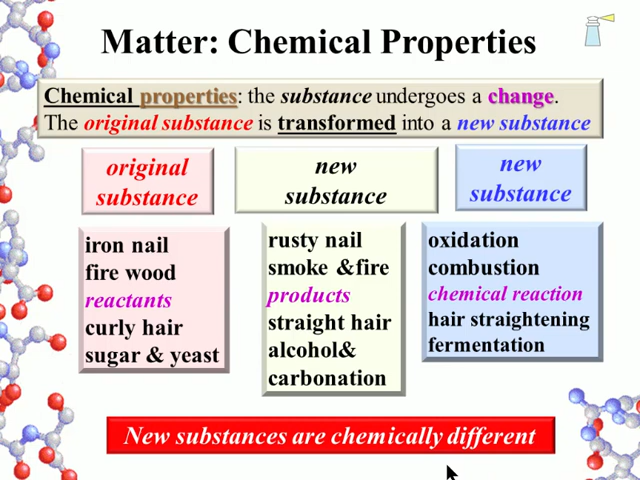 Matter: Chemical Properties
Chemical properties: the substance undergoes a change.
The original substance is transformed into a new substance
original
substance
new
substance
new
substance
iron nail
fire wood
reactants
curly hair
sugar & yeast
rusty nail
smoke &fire
products
straight hair
alcohol&
carbonation
oxidation
combustion
chemical reaction
hair straightening
fermentation
New substances are chemically different